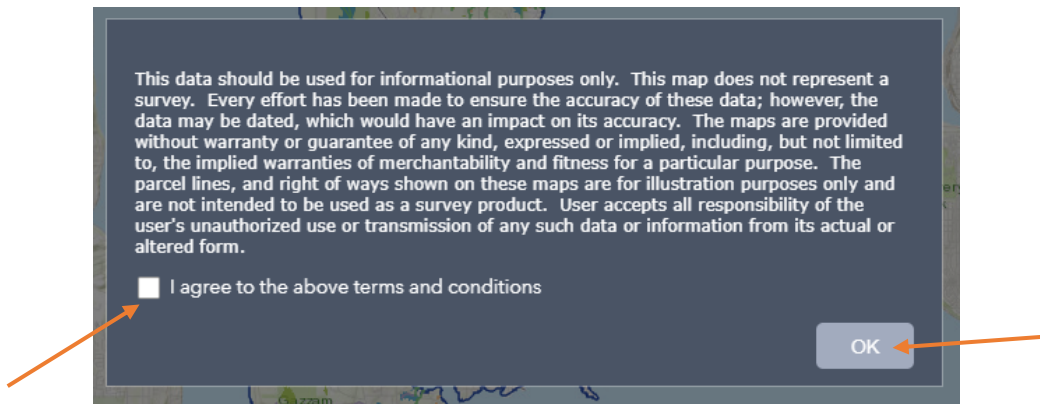 This data should be used for informational purposes only.  This map does not represent a
survey.  Every effort has been made to ensure the accuracy of these data; however, the
data may be dated, which would have an impact on its accuracy.  The maps are provided
without warranty or guarantee of any kind, expressed or implied, including, but not limited
to, the implied warranties of merchantability and fitness for a particular purpose.  The
parcel lines, and right of ways shown on these maps are for illustration purposes only and
are not intended to be used as a survey product.  User accepts all responsibility of the
user's unauthorized use or transmission of any such data or information from its actual or
altered form.
I agree to the above terms and conditions
OK